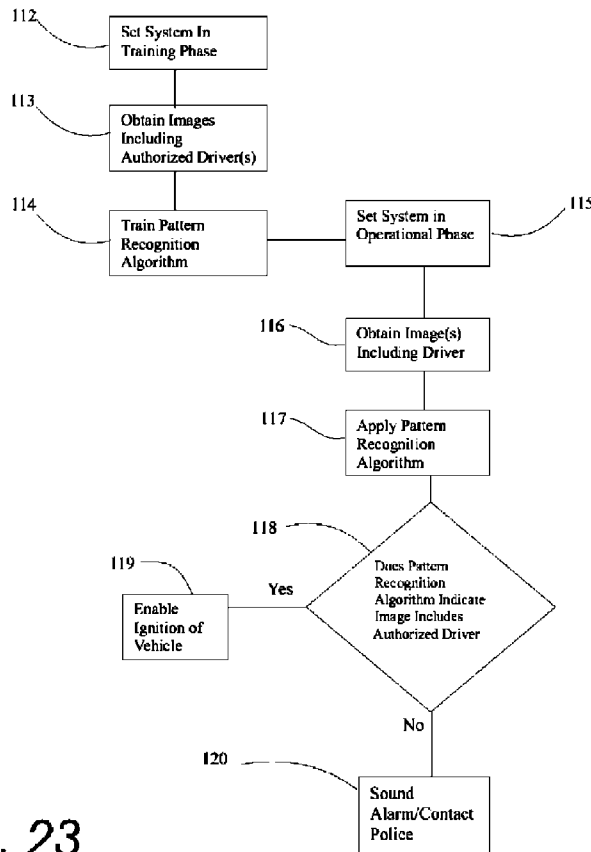 112
Set System In
Training Phase
113
Obtain Images
Including
Authorized Driver(s)
114
Train Pattern
Recognition
Algorithm
115
Set System in
Operational Phase
116
Obtain Image(s)
Including Driver
117
Apply Pattern
Recognition
Algorithm
118
Does Pattern
Recognition
Algorithm Indicate
Image Includes
Authorized Driver
119
Yes
Enable
Ignition of
Vehicle
No
120
Sound
Alarm/Contact
Police
. 23